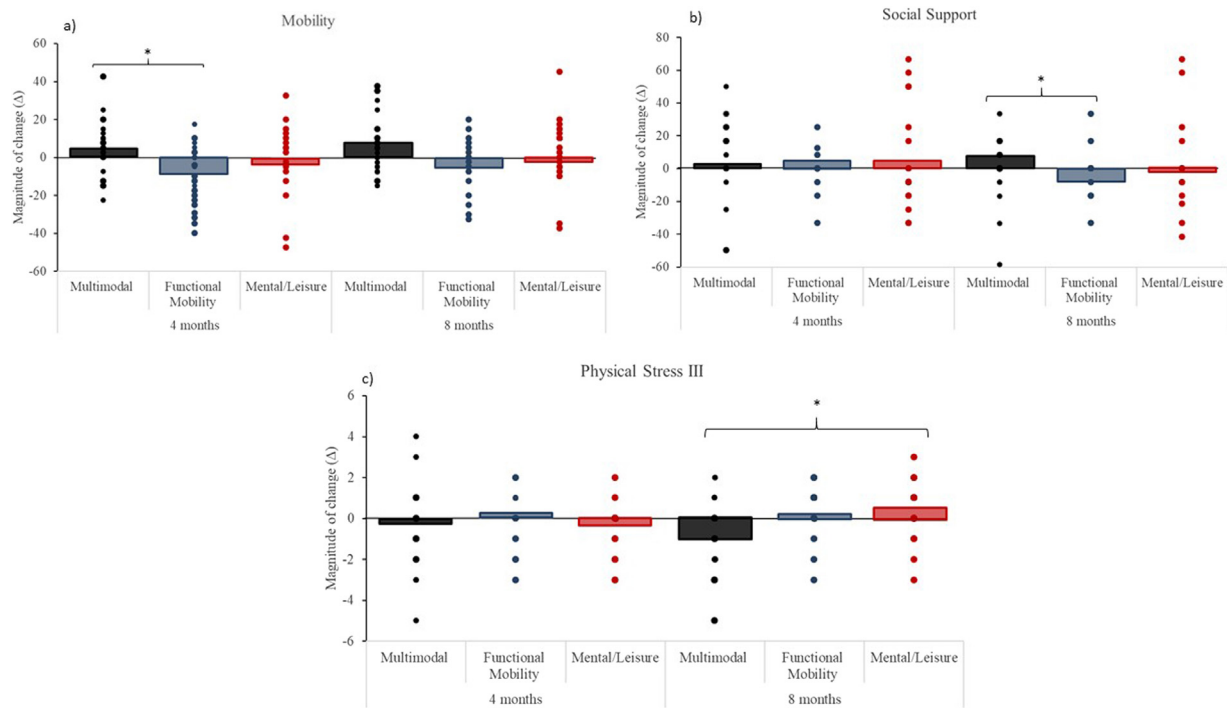 a)
Mobility
*
Magnitude of change (Δ)
60
40
20
0
-20
-40
-60
Multimodal
Functional
Mobility
Mental/Leisure
Multimodal
Functional
Mobility
Mental/Leisure
4 months
8 months
b)
Social Support
*
Magnitude of change (Δ)
80
60
40
20
0
-20
-40
-60
Multimodal
Functional
Mobility
Mental/Leisure
Multimodal
Functional
Mobility
Mental/Leisure
4 months
8 months
c)
Physical Stress III
*
Magnitude of change (Δ)
6
4
2
0
-2
-4
-6
Multimodal
Functional
Mobility
Mental/Leisure
Multimodal
Functional
Mobility
Mental/Leisure
4 months
8 months